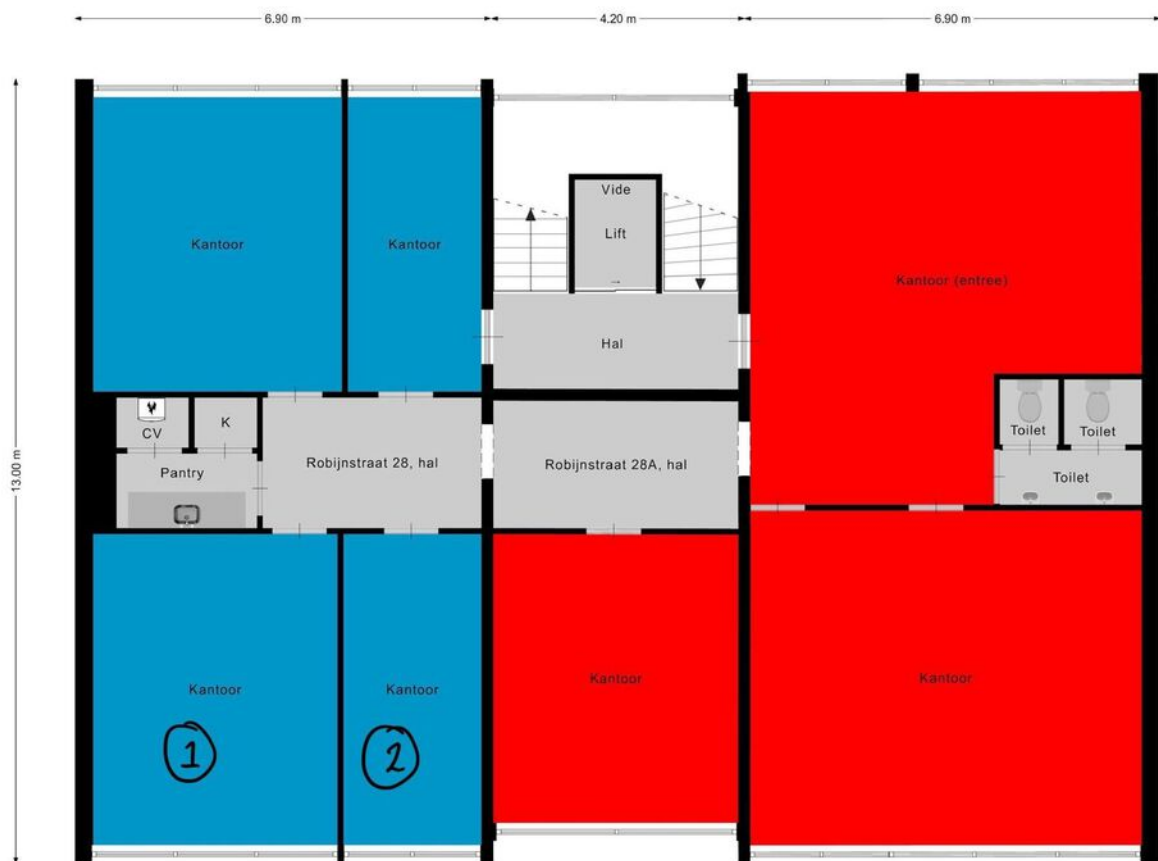 6.90 m
4.20 m
6.90 m
13.00 m
Vide
Lift
Kantoor
Kantoor
Kantoor (entree)
Hal
CV
K
Pantry
Robijnstraat 28, hal
Robijnstraat 28A, hal
Toilet
Toilet
Toilet
Kantoor
Kantoor
Kantoor
Kantoor
1
2